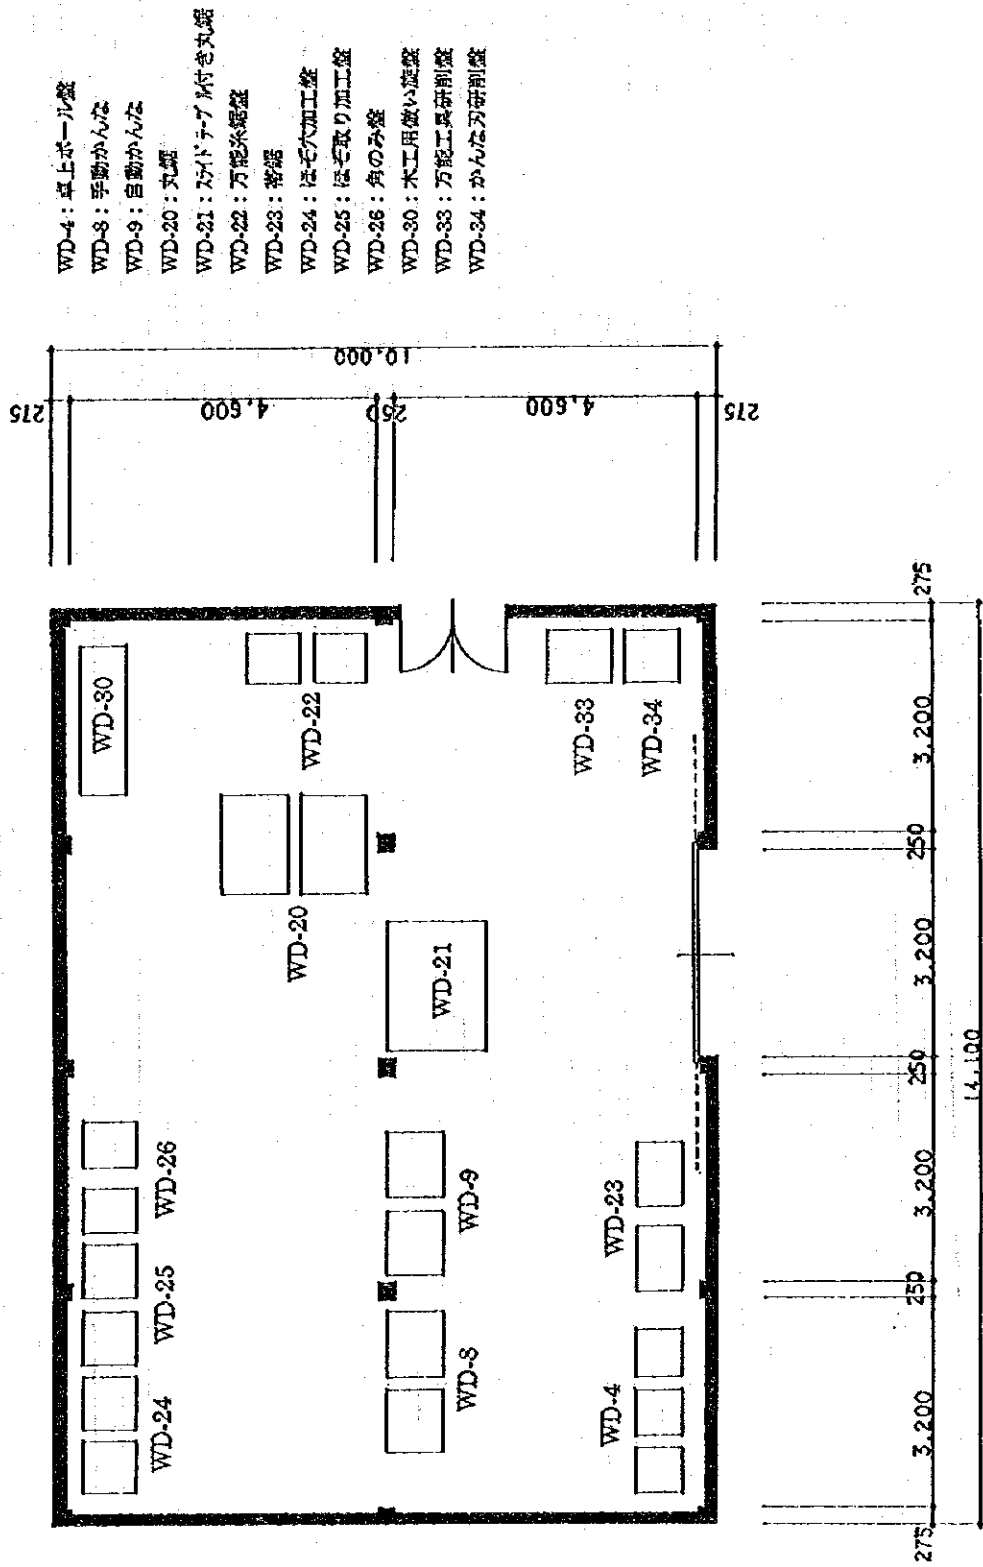 WD-4：卓上ボール盤
WD-8：手動かんな
WD-9：自動かんな
WD-20：丸鋸
WD-21：スライドテーブル付き丸鋸
WD-22：万能糸鋸盤
WD-23：帯鋸
WD-24：ほぞ穴加工盤
WD-25：ほぞ取り加工盤
WD-26：角のみ盤
WD-30：木工用倣い旋盤
WD-33：万能工具研削盤
WD-34：かんな刃研削盤
10,000
275
4,600
250
4,600
275
WD-30
WD-22
WD-33
WD-34
WD-20
WD-21
WD-26
WD-25
WD-24
WD-9
WD-8
WD-23
WD-4
275
3,200
250
3,200
250
3,200
250
3,200
275
14,100